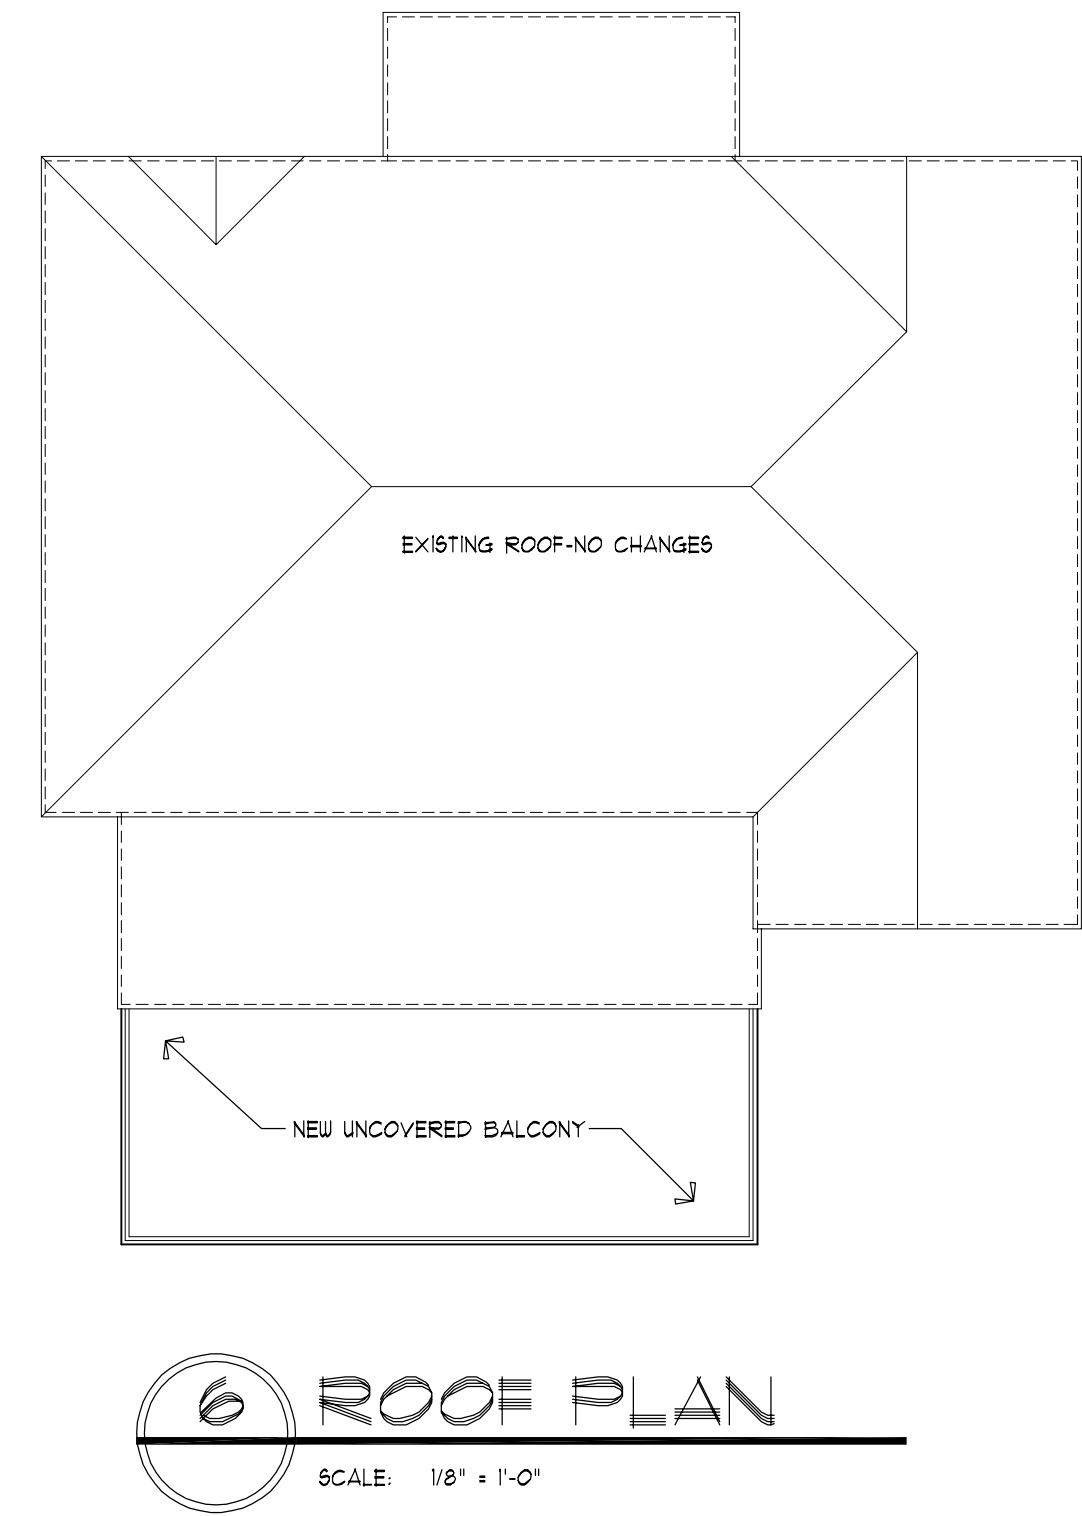 EXISTING ROOF-NO CHANGES
NEW UNCOVERED BALCONY
6 ROOF PLAN
SCALE: 1/8" = 1'-0"